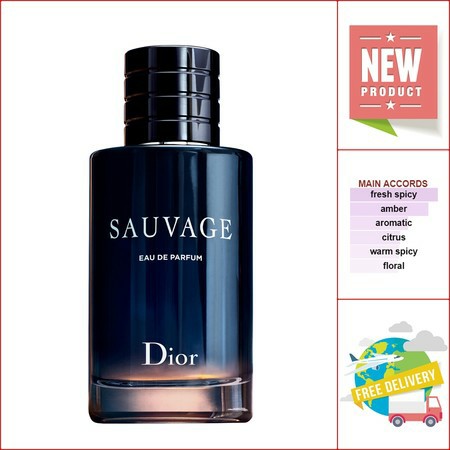 SAUVAGE
EAU DE PARFUM
Dior
NEW
PRODUCT
MAIN ACCORDS
fresh spicy
amber
aromatic
citrus
warm spicy
floral
FREE DELIVERY